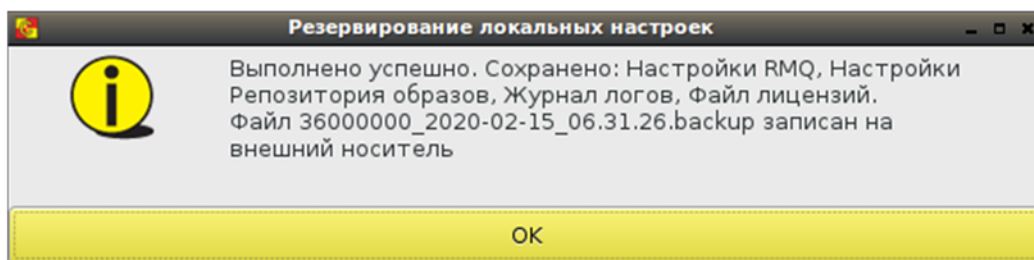 Резервирование локальных настроек
Выполнено успешно. Сохранено: Настройки RMQ, Настройки
Репозитория образов, Журнал логов, Файл лицензий.
Файл 36000000_2020-02-15_06.31.26.backup записан на
внешний носитель
OK